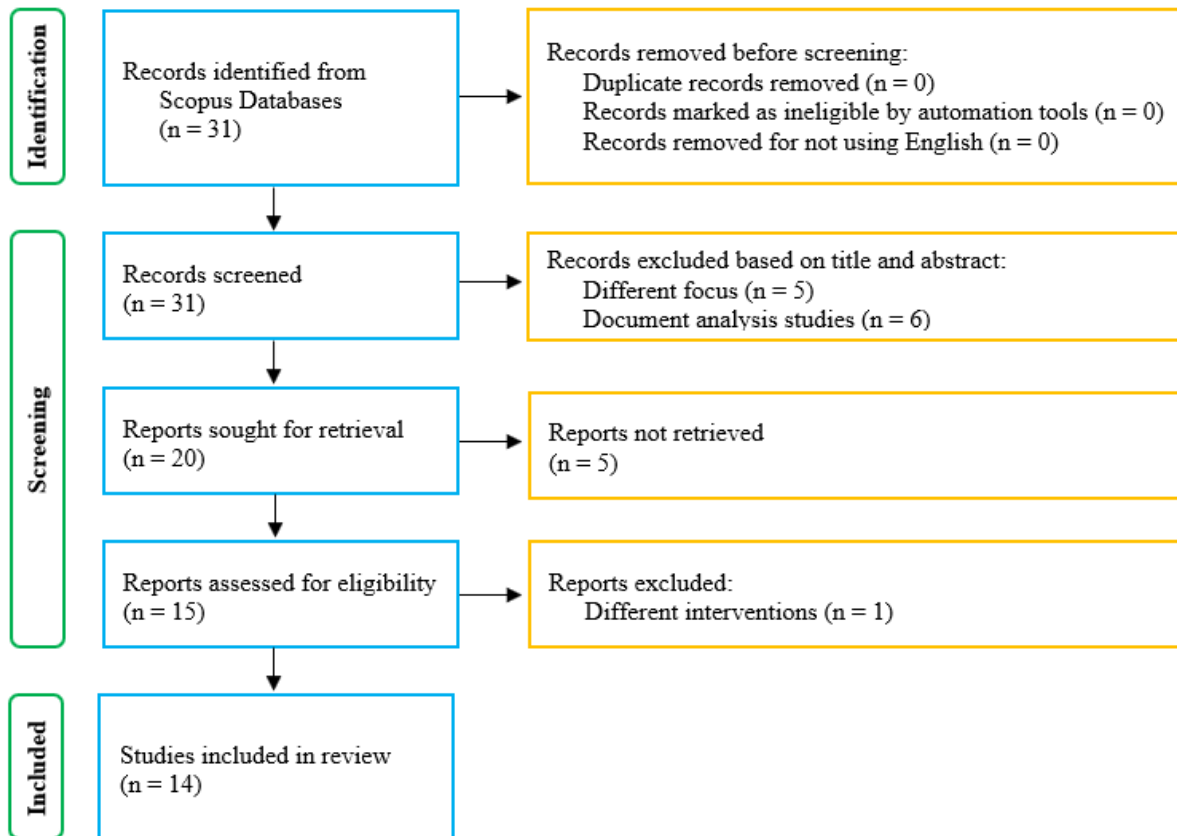 Identification
Records identified from
Scopus Databases
(n = 31)
Records removed before screening:
Duplicate records removed (n = 0)
Records marked as ineligible by automation tools (n = 0)
Records removed for not using English (n = 0)
Screening
Records screened
(n = 31)
Records excluded based on title and abstract:
Different focus (n = 5)
Document analysis studies (n = 6)
Reports sought for retrieval
(n = 20)
Reports not retrieved
(n = 5)
Reports assessed for eligibility
(n = 15)
Reports excluded:
Different interventions (n = 1)
Included
Studies included in review
(n = 14)